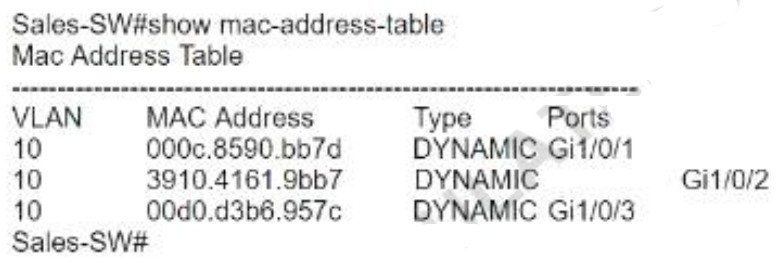 Sales-SW#show mac-address-table
Mac Address Table
--------------------------------------------------------------------
VLAN MAC Address Type Ports
10 000c.8590.bb7d DYNAMIC Gi1/0/1
10 3910.4161.9bb7 DYNAMIC Gi1/0/2
10 00d0.d3b6.957c DYNAMIC Gi1/0/3
Sales-SW#